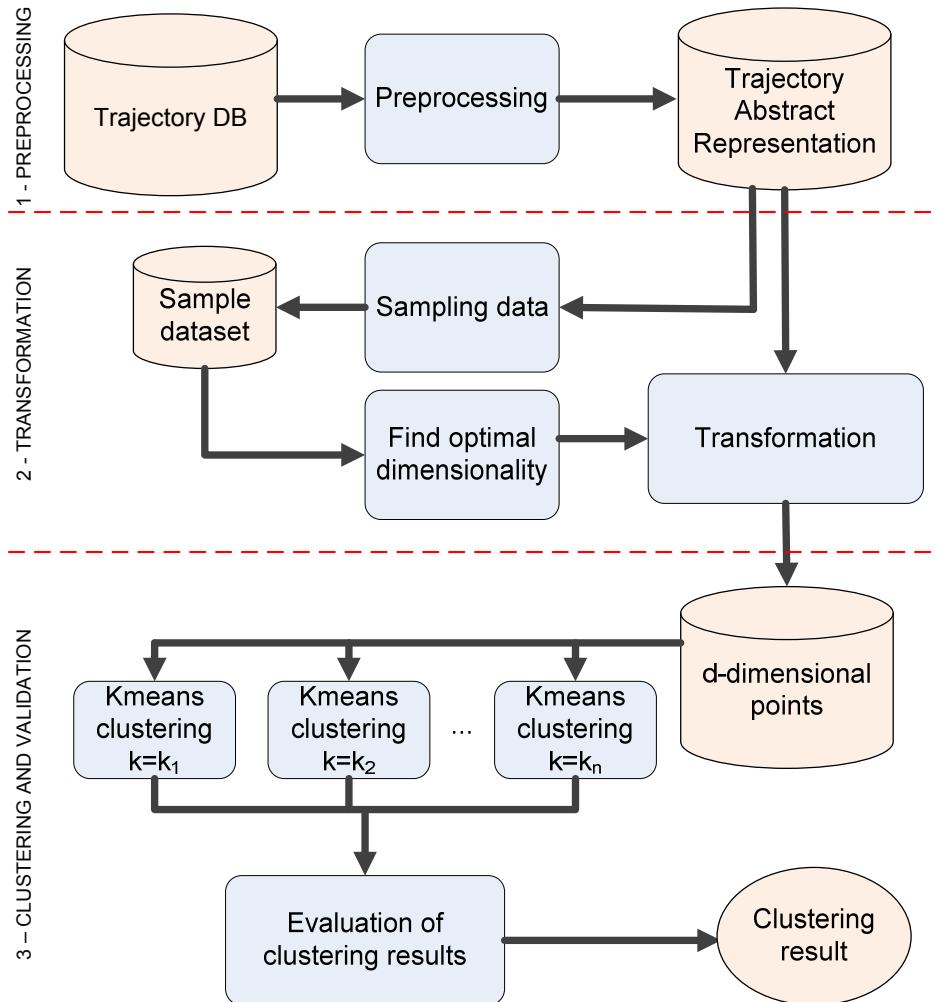 1 - PREPROCESSING
Trajectory DB
Preprocessing
Trajectory
Abstract
Representation
2 - TRANSFORMATION
Sample
dataset
Sampling data
Find optimal
dimensionality
Transformation
3 – CLUSTERING AND VALIDATION
d-dimensional
points
Kmeans
clustering
k=k1
Kmeans
clustering
k=k2
...
Kmeans
clustering
k=kn
Evaluation of
clustering results
Clustering
result